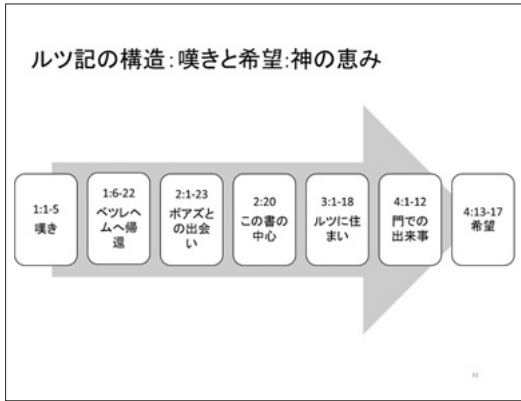 ルツ記の構造：嘆きと希望:神の恵み
1:1-5
嘆き
1:6-22
ベツレヘ
ムへ帰
還
2:1-23
ボアズと
の出会
い
2:20
この書の
中心
3:1-18
ルツに住
まい
4:1-12
門での
出来事
4:13-17
希望